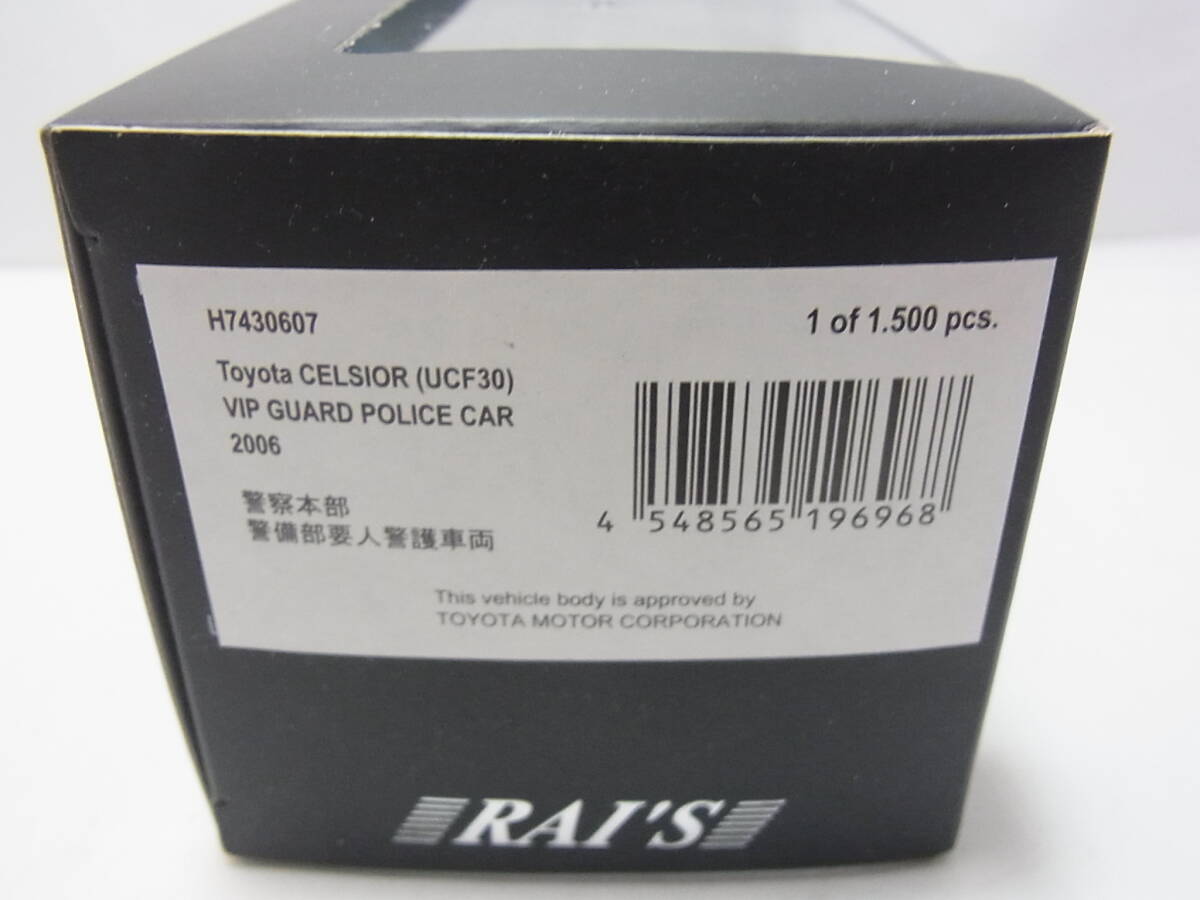 H7430607
1 of 1.500 pcs.
Toyota CELSIOR (UCF30)
VIP GUARD POLICE CAR
2006
警察本部
警備部要人警護車両
4 548565 196968
This vehicle body is approved by
TOYOTA MOTOR CORPORATION
RAI'S